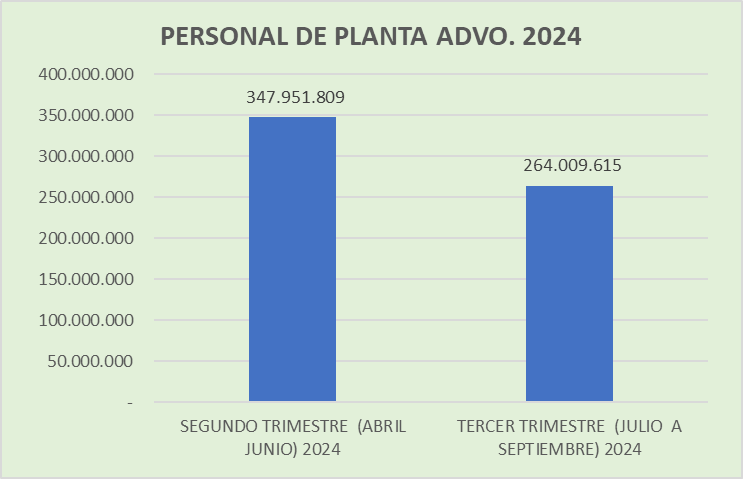 PERSONAL DE PLANTA ADVO. 2024
400.000.000
350.000.000
300.000.000
250.000.000
200.000.000
150.000.000
100.000.000
50.000.000
-
347.951.809
264.009.615
SEGUNDO TRIMESTRE (ABRIL
JUNIO) 2024
TERCER TRIMESTRE (JULIO A
SEPTIEMBRE) 2024